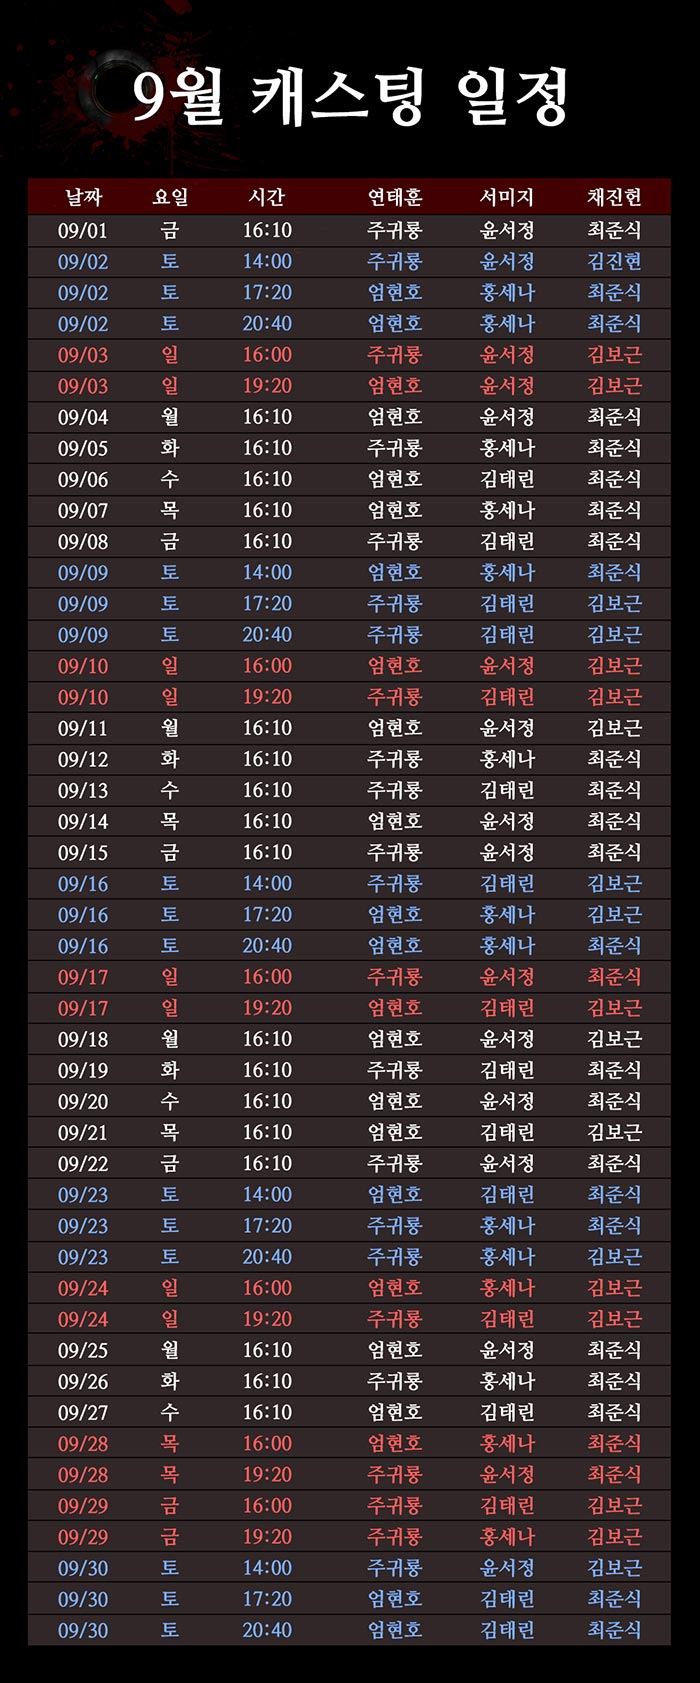 9월 캐스팅 일정
날짜 요일 시간 연태훈 서미지 채진헌
09/01 금 16:10 주귀룡 윤서정 최준식
09/02 토 14:00 주귀룡 윤서정 김진현
09/02 토 17:20 엄현호 홍세나 최준식
09/02 토 20:40 엄현호 홍세나 최준식
09/03 일 16:00 주귀룡 윤서정 김보근
09/03 일 19:20 엄현호 윤서정 김보근
09/04 월 16:10 엄현호 윤서정 최준식
09/05 화 16:10 주귀룡 홍세나 최준식
09/06 수 16:10 엄현호 김태린 최준식
09/07 목 16:10 엄현호 홍세나 최준식
09/08 금 16:10 주귀룡 김태린 최준식
09/09 토 14:00 엄현호 홍세나 최준식
09/09 토 17:20 주귀룡 김태린 김보근
09/09 토 20:40 주귀룡 김태린 김보근
09/10 일 16:00 엄현호 윤서정 김보근
09/10 일 19:20 주귀룡 김태린 김보근
09/11 월 16:10 엄현호 윤서정 김보근
09/12 화 16:10 주귀룡 홍세나 최준식
09/13 수 16:10 주귀룡 김태린 최준식
09/14 목 16:10 엄현호 윤서정 최준식
09/15 금 16:10 주귀룡 윤서정 최준식
09/16 토 14:00 주귀룡 김태린 김보근
09/16 토 17:20 엄현호 홍세나 김보근
09/16 토 20:40 엄현호 홍세나 최준식
09/17 일 16:00 주귀룡 윤서정 최준식
09/17 일 19:20 엄현호 김태린 김보근
09/18 월 16:10 엄현호 윤서정 김보근
09/19 화 16:10 주귀룡 김태린 최준식
09/20 수 16:10 엄현호 윤서정 최준식
09/21 목 16:10 엄현호 김태린 김보근
09/22 금 16:10 주귀룡 윤서정 최준식
09/23 토 14:00 엄현호 김태린 최준식
09/23 토 17:20 주귀룡 홍세나 최준식
09/23 토 20:40 주귀룡 홍세나 김보근
09/24 일 16:00 엄현호 홍세나 김보근
09/24 일 19:20 주귀룡 김태린 김보근
09/25 월 16:10 엄현호 윤서정 최준식
09/26 화 16:10 주귀룡 홍세나 최준식
09/27 수 16:10 엄현호 김태린 최준식
09/28 목 16:00 엄현호 홍세나 최준식
09/28 목 19:20 주귀룡 윤서정 최준식
09/29 금 16:00 주귀룡 김태린 김보근
09/29 금 19:20 주귀룡 홍세나 김보근
09/30 토 14:00 주귀룡 윤서정 김보근
09/30 토 17:20 엄현호 김태린 최준식
09/30 토 20:40 엄현호 김태린 최준식